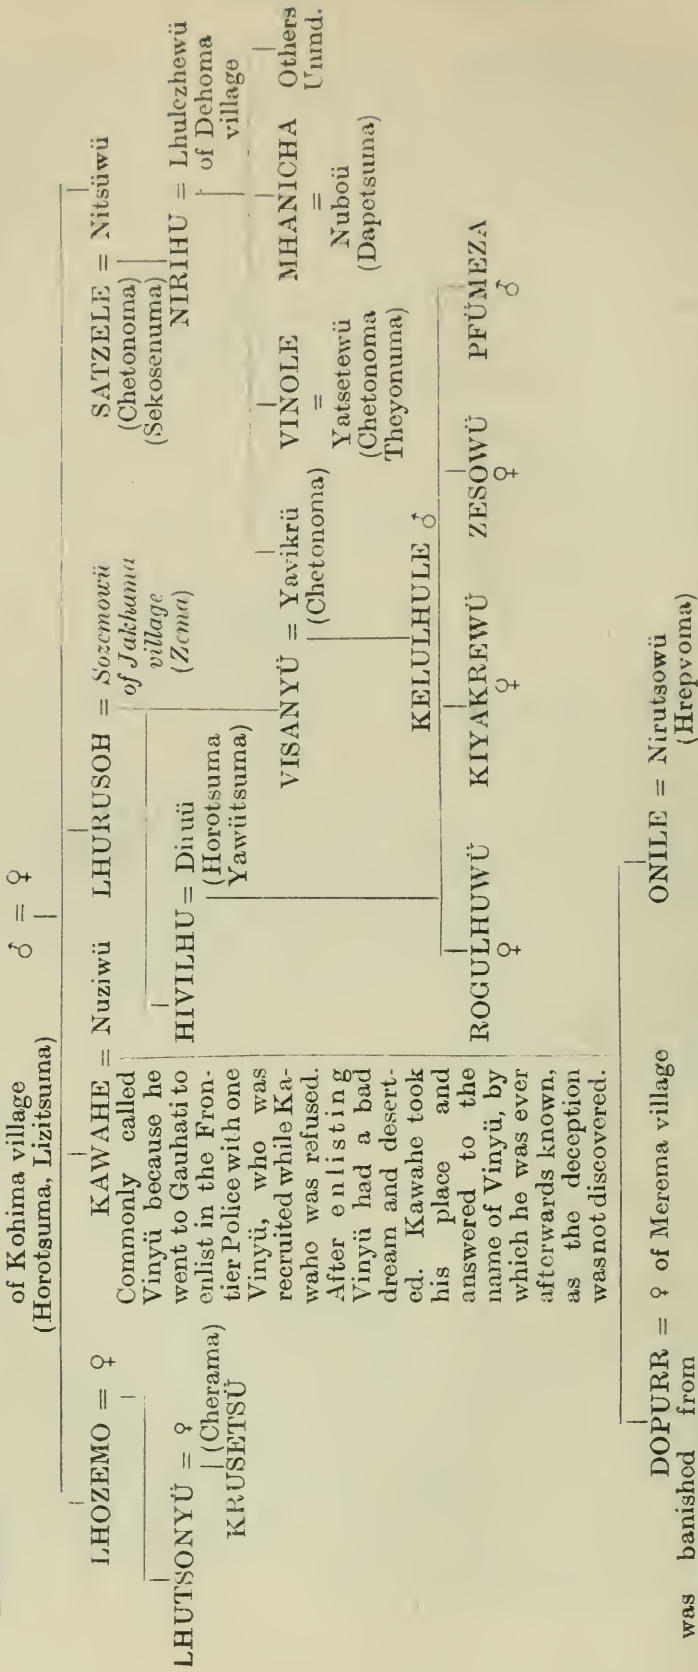 ♂ = ♀
of Kohima village
(Horotsuma, Lizitsuma)
LHOZEMO = ♀ KAWAHE = Nuziwü LHURUSOH = Sozemowü SATZELE = Nitsüwü
of Jakhama
village
(Zema)
(Chetonoma)
(Sekosenuma)
LHUTSONYÜ = ♀
(Cherama)
KRUSETSÜ
Commonly called
Vinyü because he
went to Gauhati to
enlist in the Fron-
tier Police with one
Vinyü, who was
recruited while Ka-
wahe was refused.
After enlisting
Vinyü had a bad
dream and desert-
ed. Kawahe took
his place and
answered to the
name of Vinyü, by
which he was ever
afterwards known,
as the deception
was not discovered.
HIVILHU = Diruü
(Horotsuma
Yawütsuma)
NIRIHU = Lhulezhewü
of Dehoma
village
VISANYÜ = Yavikrü
(Chetonoma)
VINOLE
=
Yatsetewü
(Chetonoma
Theyonuma)
MHANICHA
=
Nuboü
(Dapetsuma)
Others
Unmd.
KELULHULE ♂
ROGULHUWÜ KIYAKREWÜ ZESOWÜ PFÜMEZA
♀ ♀ ♀ ♂
DOPURR = ♀ of Merema village ONILE = Nirutsowü
(Hrepvoma)
was banished from